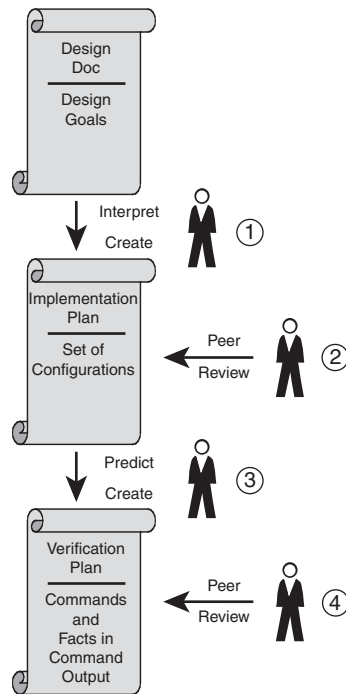 Design
Doc
Design
Goals
Interpret
Create
1
Implementation
Plan
Set of
Configurations
Peer
Review
2
Predict
Create
3
Verification
Plan
Commands
and
Facts in
Command
Output
Peer
Review
4